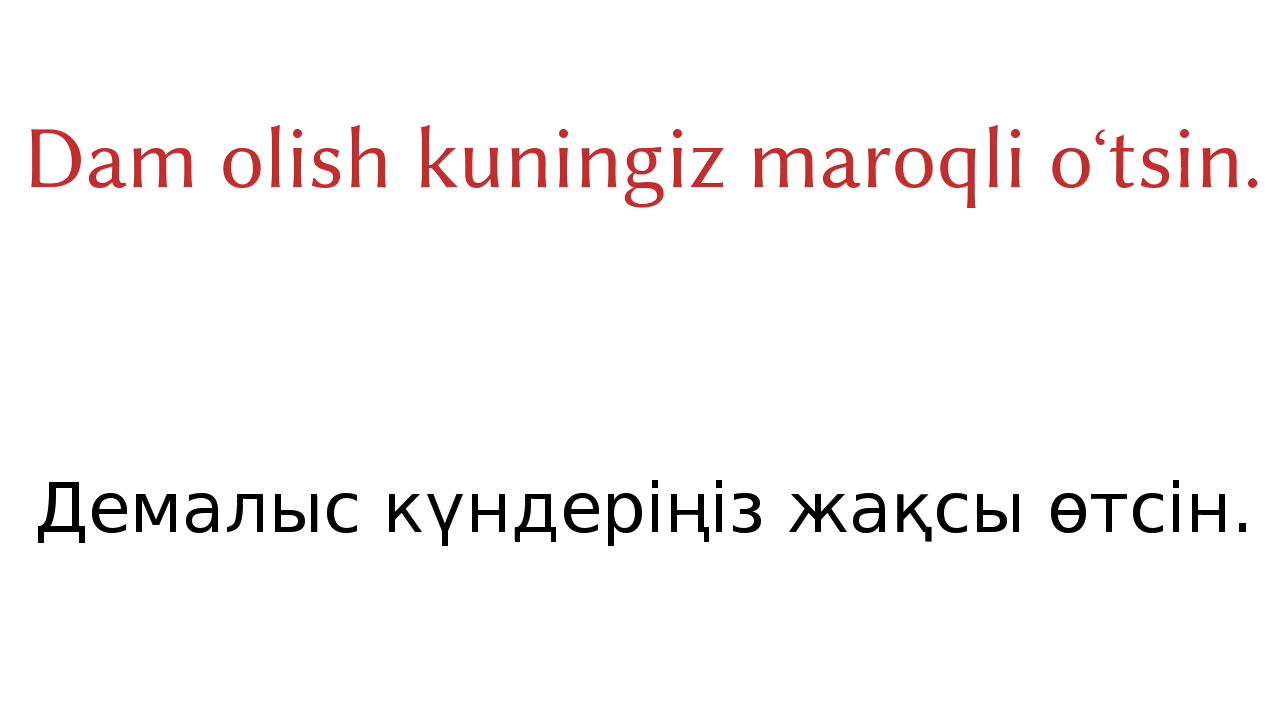 Dam olish kuningiz maroqli o‘tsin.
Демалыс күндеріңіз жақсы өтсін.